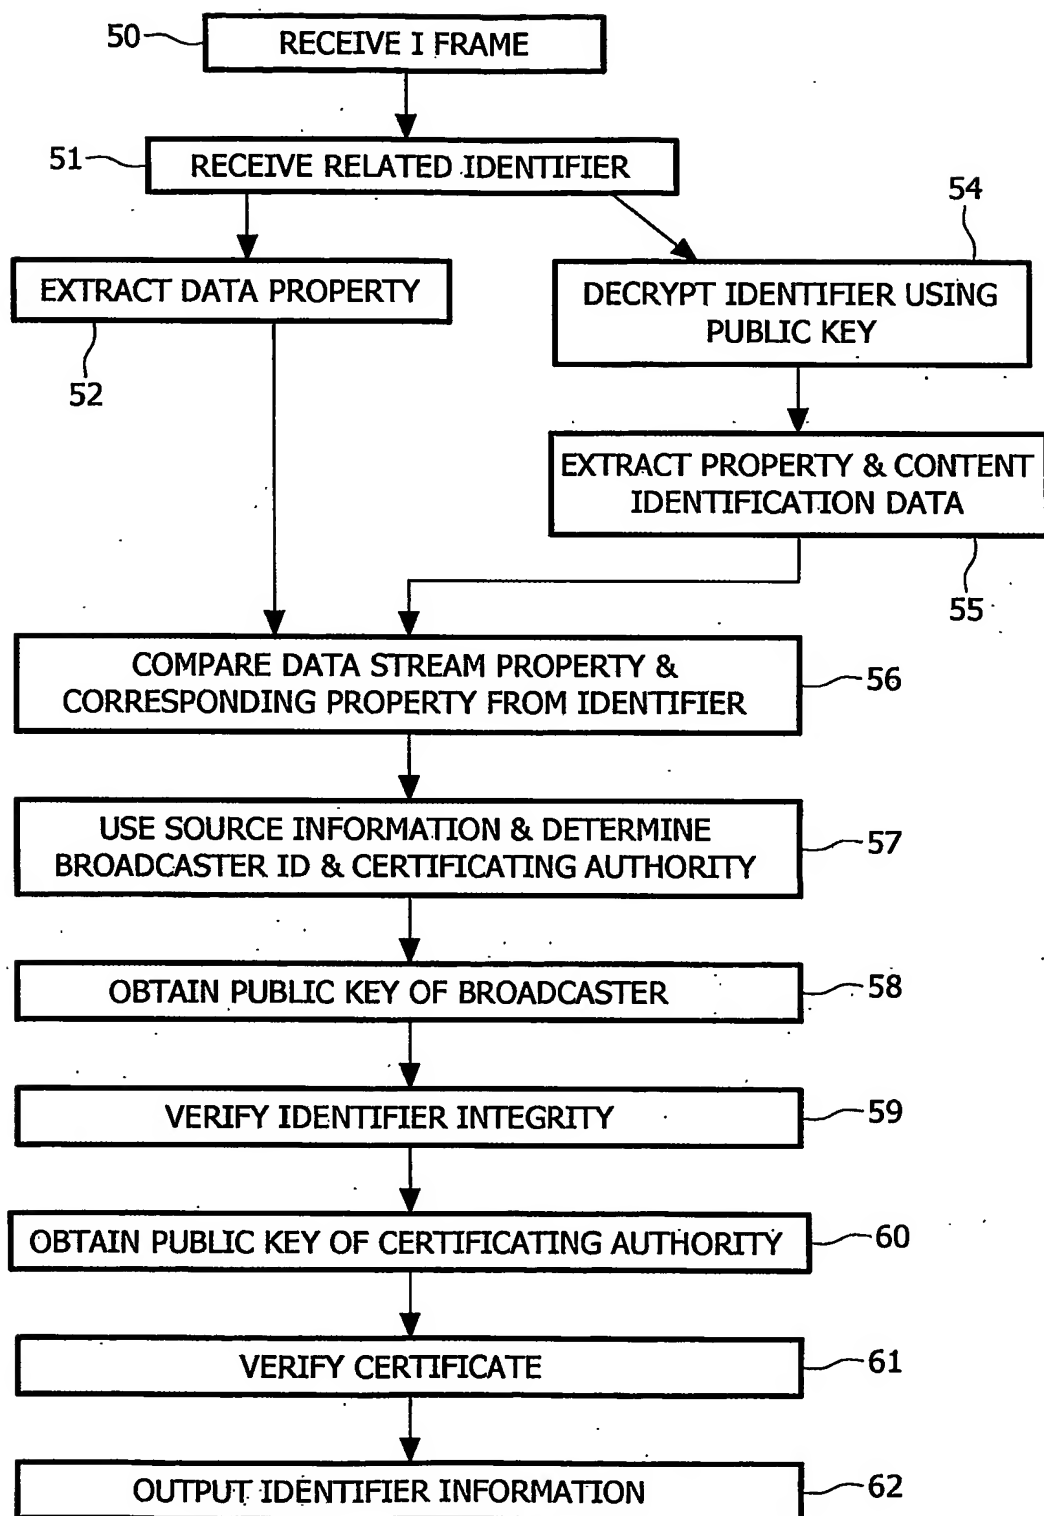 50
RECEIVE I FRAME
51
RECEIVE RELATED IDENTIFIER
54
EXTRACT DATA PROPERTY
52
DECRYPT IDENTIFIER USING
PUBLIC KEY
EXTRACT PROPERTY & CONTENT
IDENTIFICATION DATA
55
COMPARE DATA STREAM PROPERTY &
CORRESPONDING PROPERTY FROM IDENTIFIER
56
USE SOURCE INFORMATION & DETERMINE
BROADCASTER ID & CERTIFICATING AUTHORITY
57
OBTAIN PUBLIC KEY OF BROADCASTER
58
VERIFY IDENTIFIER INTEGRITY
59
OBTAIN PUBLIC KEY OF CERTIFICATING AUTHORITY
60
VERIFY CERTIFICATE
61
OUTPUT IDENTIFIER INFORMATION
62